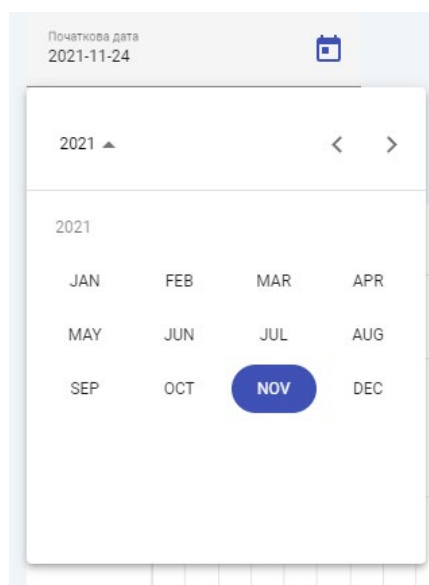 Початкова дата
2021-11-24
2021
2021
JAN FEB MAR APR
MAY JUN JUL AUG
SEP OCT NOV DEC